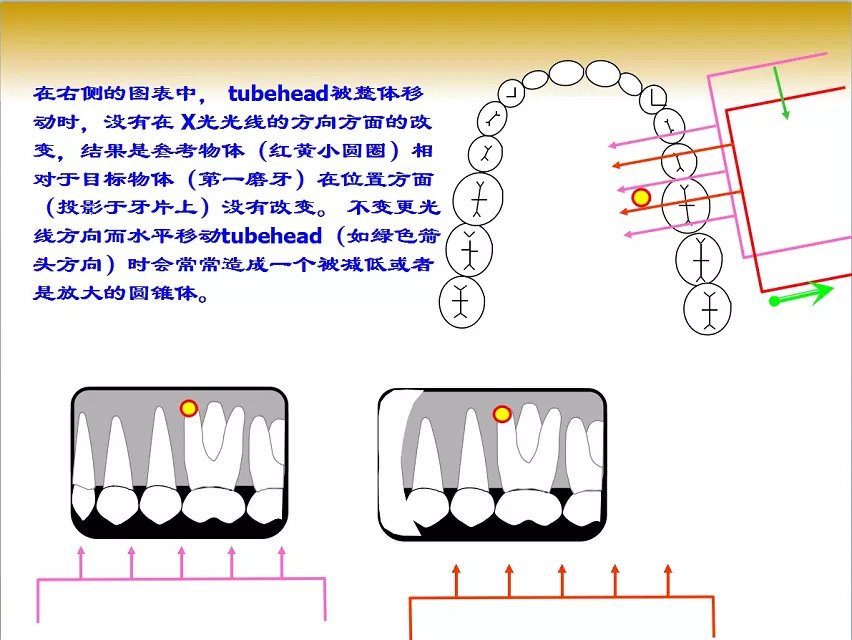 在右侧的图表中， tubehead被整体移
动时，没有在 X光光线的方向方面的改
变，结果是叁考物体（红黄小圆圈）相
对于目标物体（第一磨牙）在位置方面
（投影于牙片上）没有改变。 不变更光
线方向而水平移动tubehead（如绿色箭
头方向）时会常常造成一个被减低或者
是放大的圆锥体。